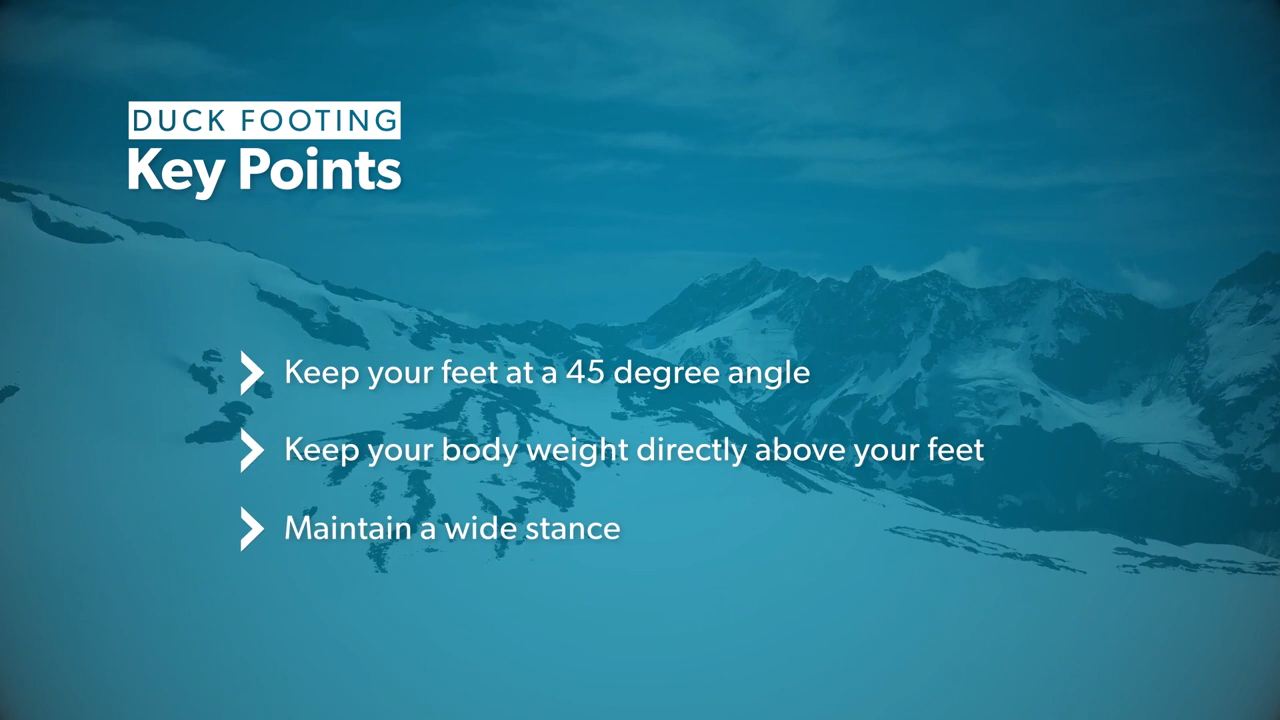 DUCK FOOTING
Key Points
Keep your feet at a 45 degree angle
Keep your body weight directly above your feet
Maintain a wide stance